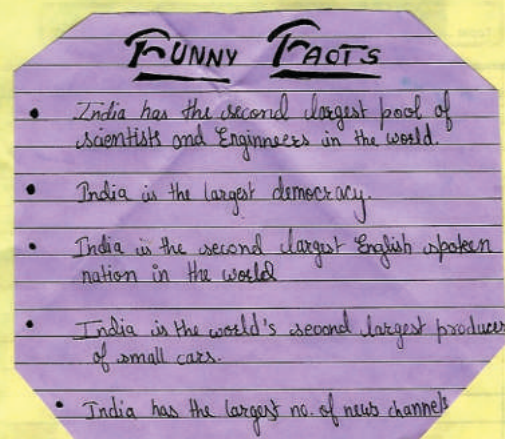 FUNNY FACTS
• India has the second largest pool of
scientists and Enginneers in the world.
• India is the largest democracy.
• India is the second largest English spoken
nation in the world
• India is the world's second largest producer
of small cars.
• India has the largest no. of news channels